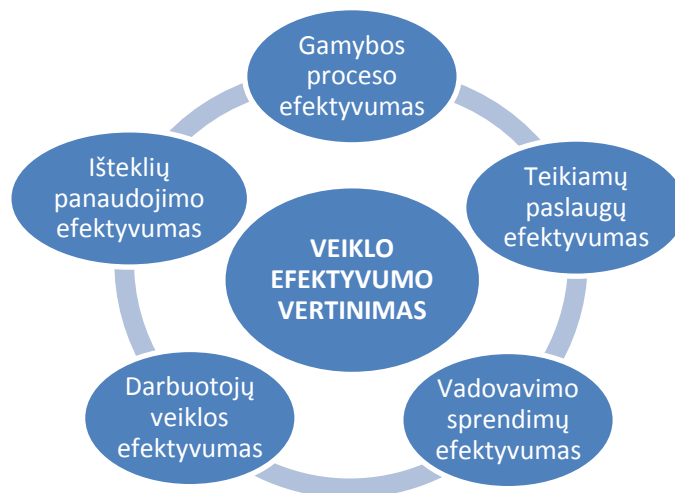 Gamybos
proceso
efektyvumas
Teikiamų
paslaugų
efektyvumas
Išteklių
panaudojimo
efektyvumas
VEIKLO
EFEKTYVUMO
VERTINIMAS
Darbuotojų
veiklos
efektyvumas
Vadovavimo
sprendimų
efektyvumas